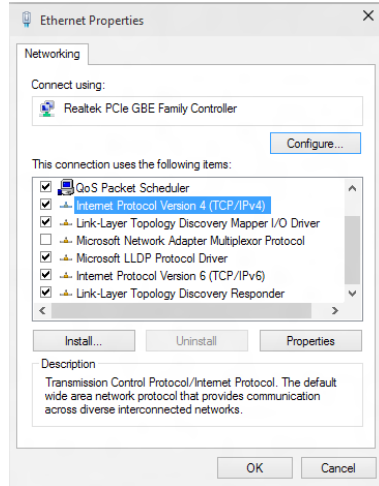 Ethernet Properties
Networking
Connect using:
Realtek PCIe GBE Family Controller
Configure...
This connection uses the following items:
QoS Packet Scheduler
Internet Protocol Version 4 (TCP/IPv4)
Link-Layer Topology Discovery Mapper I/O Driver
Microsoft Network Adapter Multiplexor Protocol
Microsoft LLDP Protocol Driver
Internet Protocol Version 6 (TCP/IPv6)
Link-Layer Topology Discovery Responder
Install... Uninstall Properties
Description
Transmission Control Protocol/Internet Protocol. The default
wide area network protocol that provides communication
across diverse interconnected networks.
OK Cancel